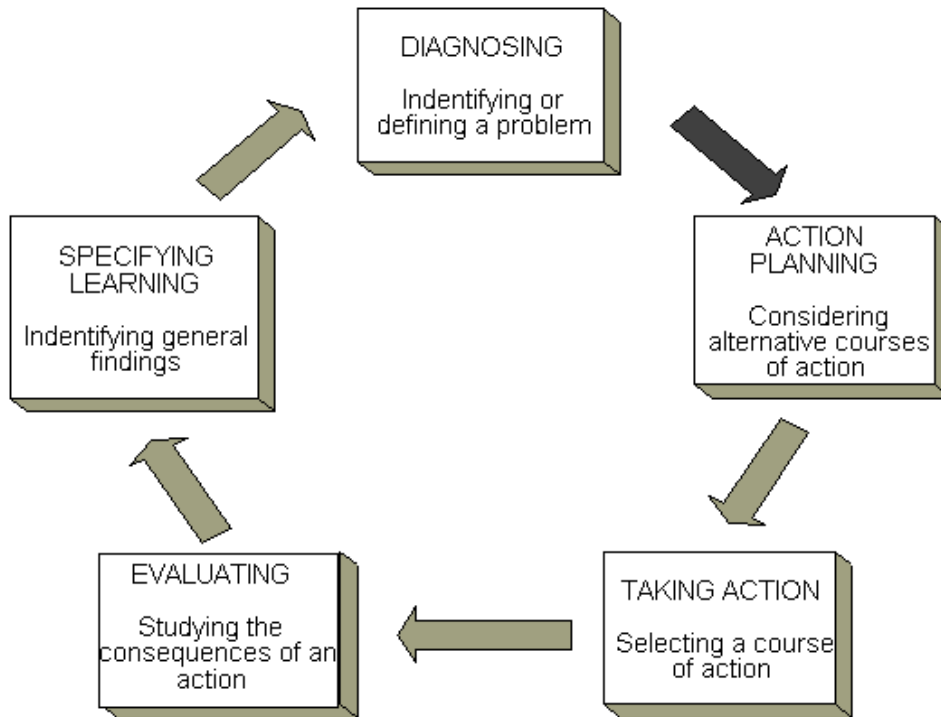 DIAGNOSING
Indentifying or
defining a problem
ACTION
PLANNING
Considering
alternative courses
of action
TAKING ACTION
Selecting a course
of action
EVALUATING
Studying the
consequences of an
action
SPECIFYING
LEARNING
Indentifying general
findings